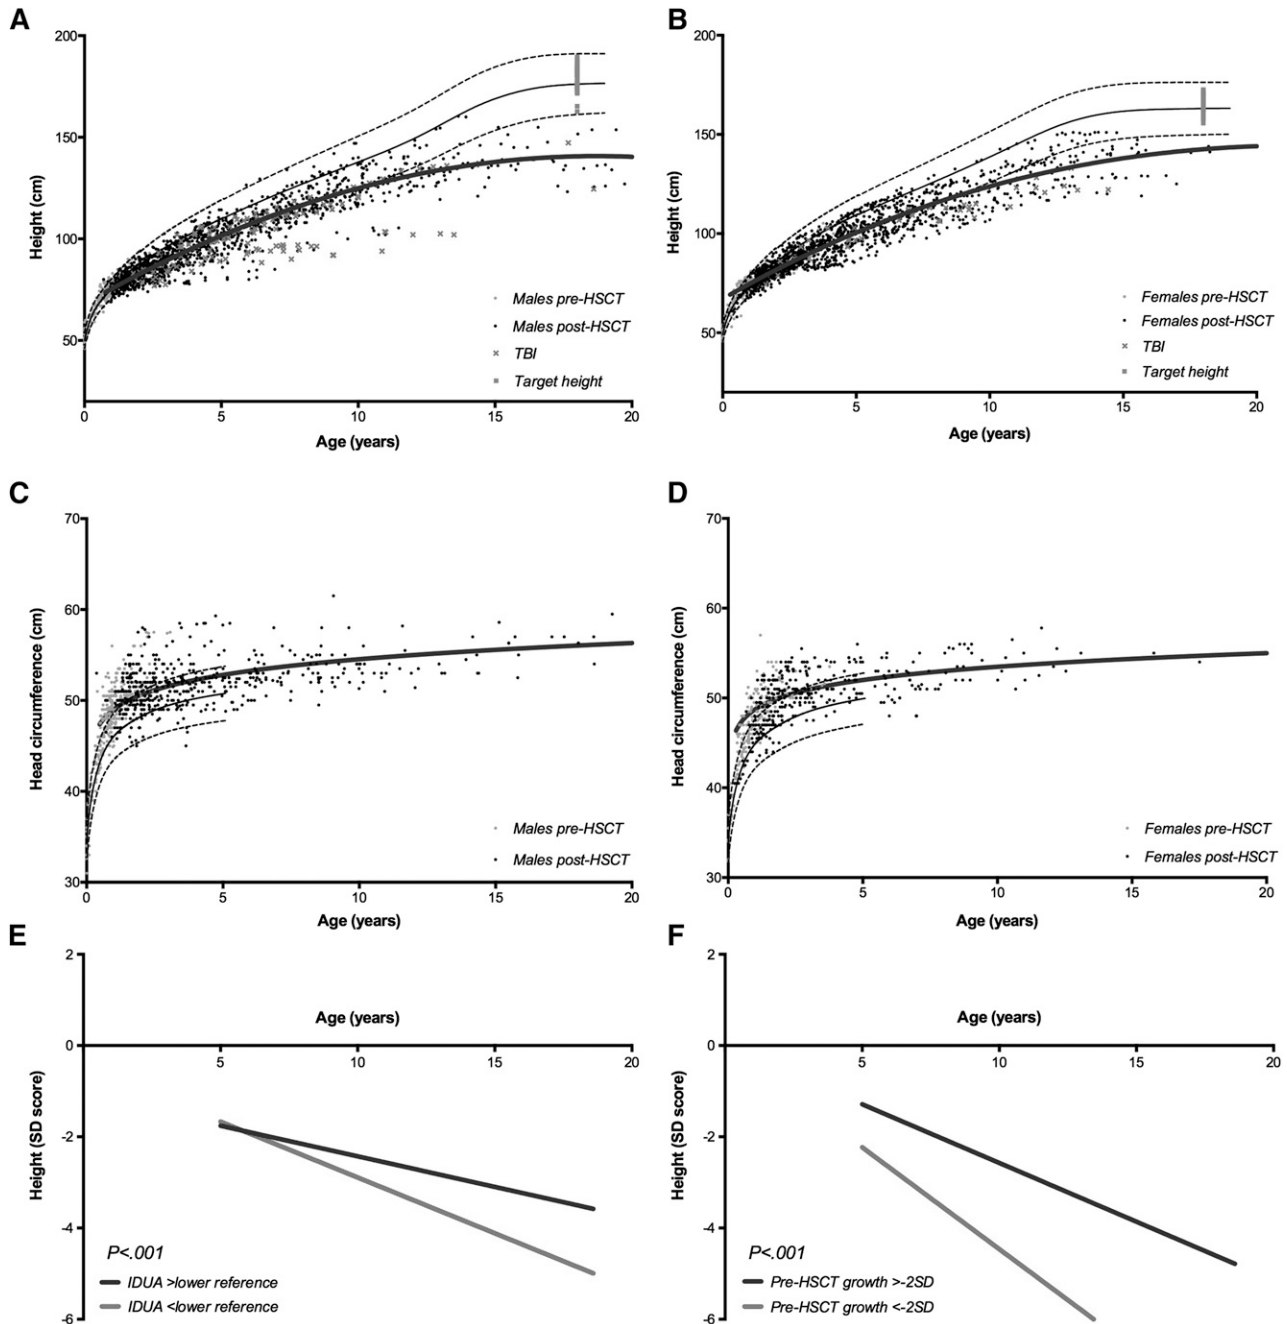 A
200
150
100
50
Height (cm)
Males pre-HSCT
Males post-HSCT
TBI
Target height
0 5 10 15 20
Age (years)
B
200
150
100
50
Height (cm)
Females pre-HSCT
Females post-HSCT
TBI
Target height
0 5 10 15 20
Age (years)
C
70
60
50
40
30
Head circumference (cm)
Males pre-HSCT
Males post-HSCT
0 5 10 15 20
Age (years)
D
70
60
50
40
30
Head circumference (cm)
Females pre-HSCT
Females post-HSCT
0 5 10 15 20
Age (years)
E
2
Age (years)
0
5 10 15 20
-2
-4
-6
Height (SD score)
P<.001
IDUA >lower reference
IDUA <lower reference
F
2
Age (years)
0
5 10 15 20
-2
-4
-6
Height (SD score)
P<.001
Pre-HSCT growth >-2SD
Pre-HSCT growth <-2SD